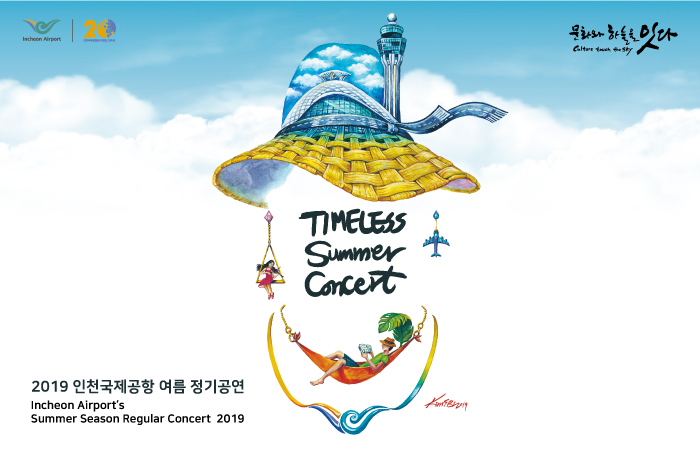 Incheon Airport
20
문화와 하늘을 잇다
Culture touch the sky
TIMELESS
Summer
Concert
2019 인천국제공항 여름 정기공연
Incheon Airport's
Summer Season Regular Concert 2019